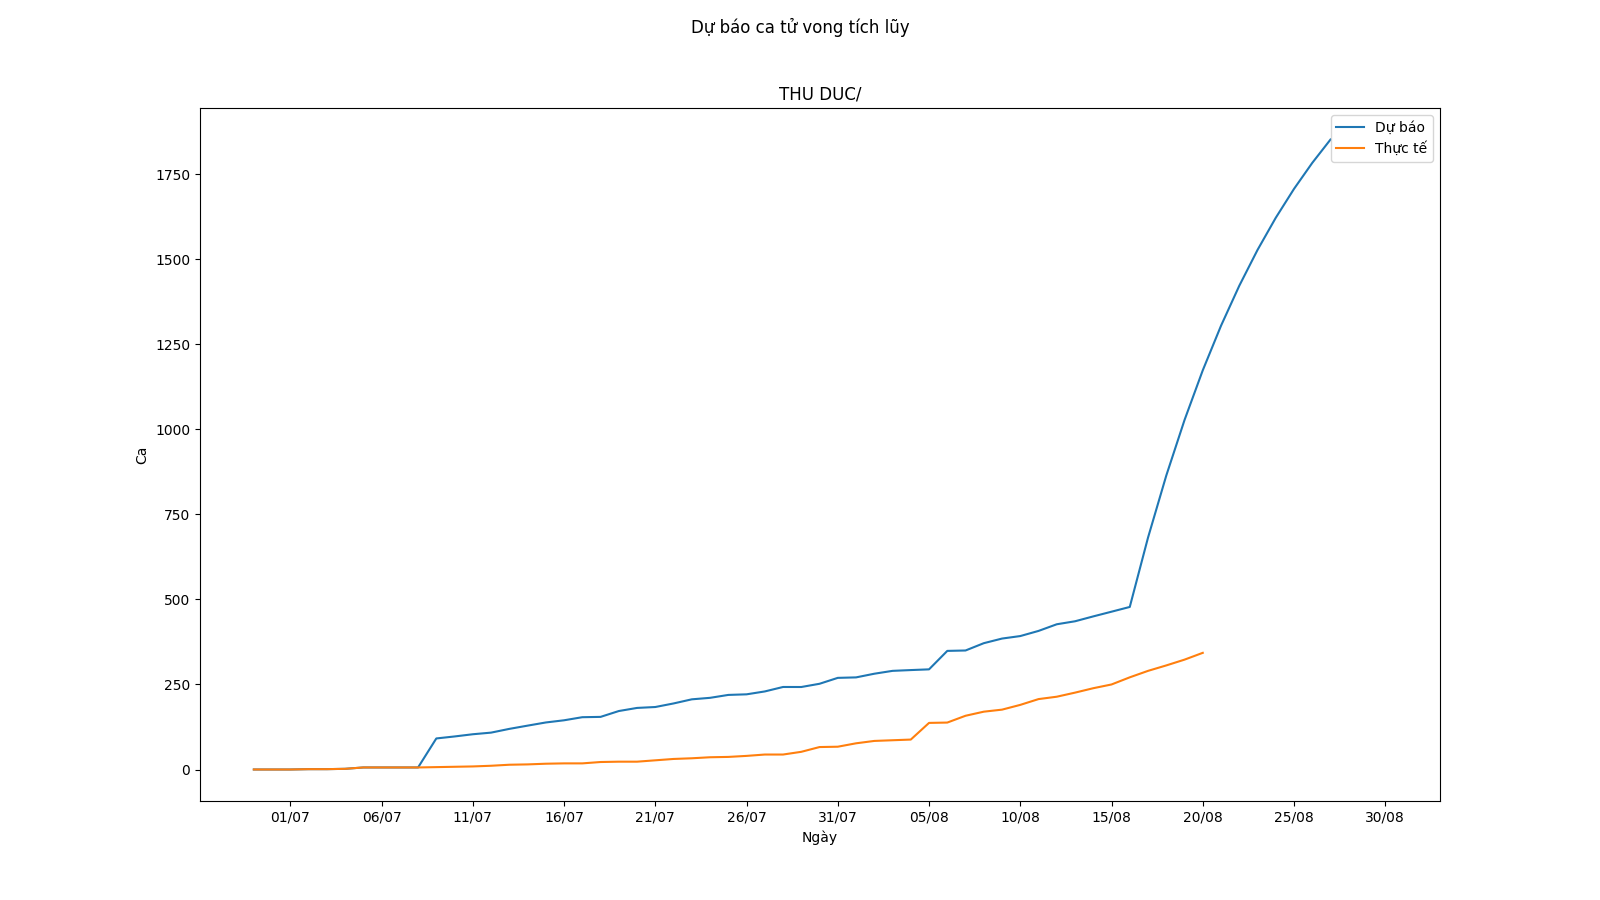 Dự báo ca tử vong tích lũy
THU DUC/
Dự báo
Thực tế
1750
1500
1250
1000
750
500
250
0
Ca
01/07 06/07 11/07 16/07 21/07 26/07 31/07 05/08 10/08 15/08 20/08 25/08 30/08
Ngày